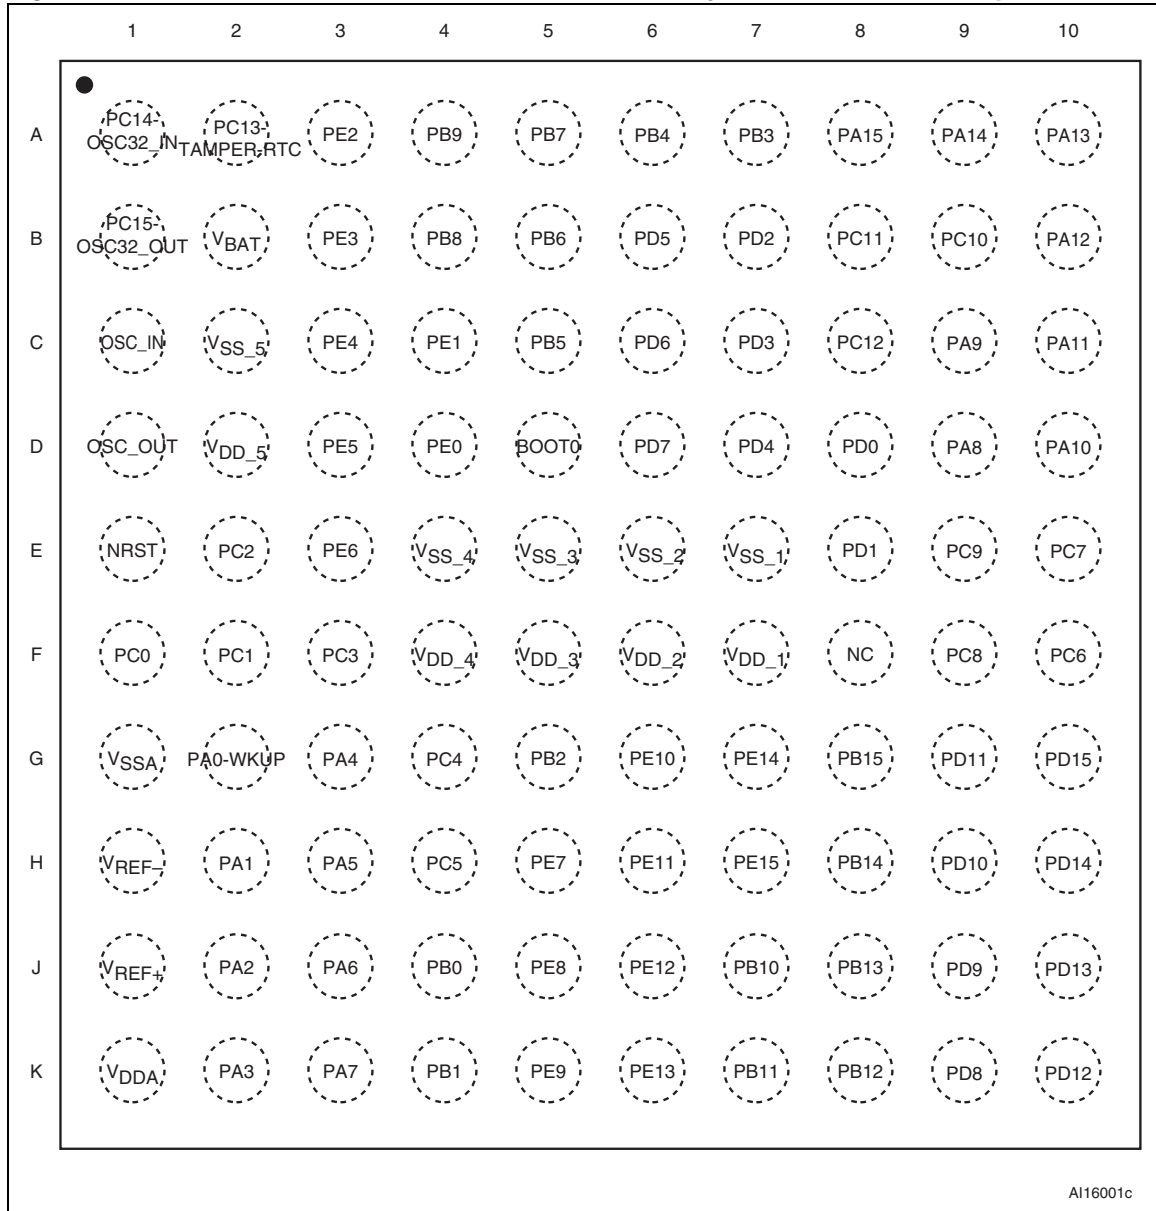 1 2 3 4 5 6 7 8 9 10
A PC14-OSC32_IN PC13-TAMPER-RTC PE2 PB9 PB7 PB4 PB3 PA15 PA14 PA13
B PC15-OSC32_OUT VBAT PE3 PB8 PB6 PD5 PD2 PC11 PC10 PA12
C OSC_IN VSS_5 PE4 PE1 PB5 PD6 PD3 PC12 PA9 PA11
D OSC_OUT VDD_5 PE5 PE0 BOOT0 PD7 PD4 PD0 PA8 PA10
E NRST PC2 PE6 VSS_4 VSS_3 VSS_2 VSS_1 PD1 PC9 PC7
F PC0 PC1 PC3 VDD_4 VDD_3 VDD_2 VDD_1 NC PC8 PC6
G VSSA PA0-WKUP PA4 PC4 PB2 PE10 PE14 PB15 PD11 PD15
H VREF– PA1 PA5 PC5 PE7 PE11 PE15 PB14 PD10 PD14
J VREF+ PA2 PA6 PB0 PE8 PE12 PB10 PB13 PD9 PD13
K VDDA PA3 PA7 PB1 PE9 PE13 PB11 PB12 PD8 PD12
AI16001c